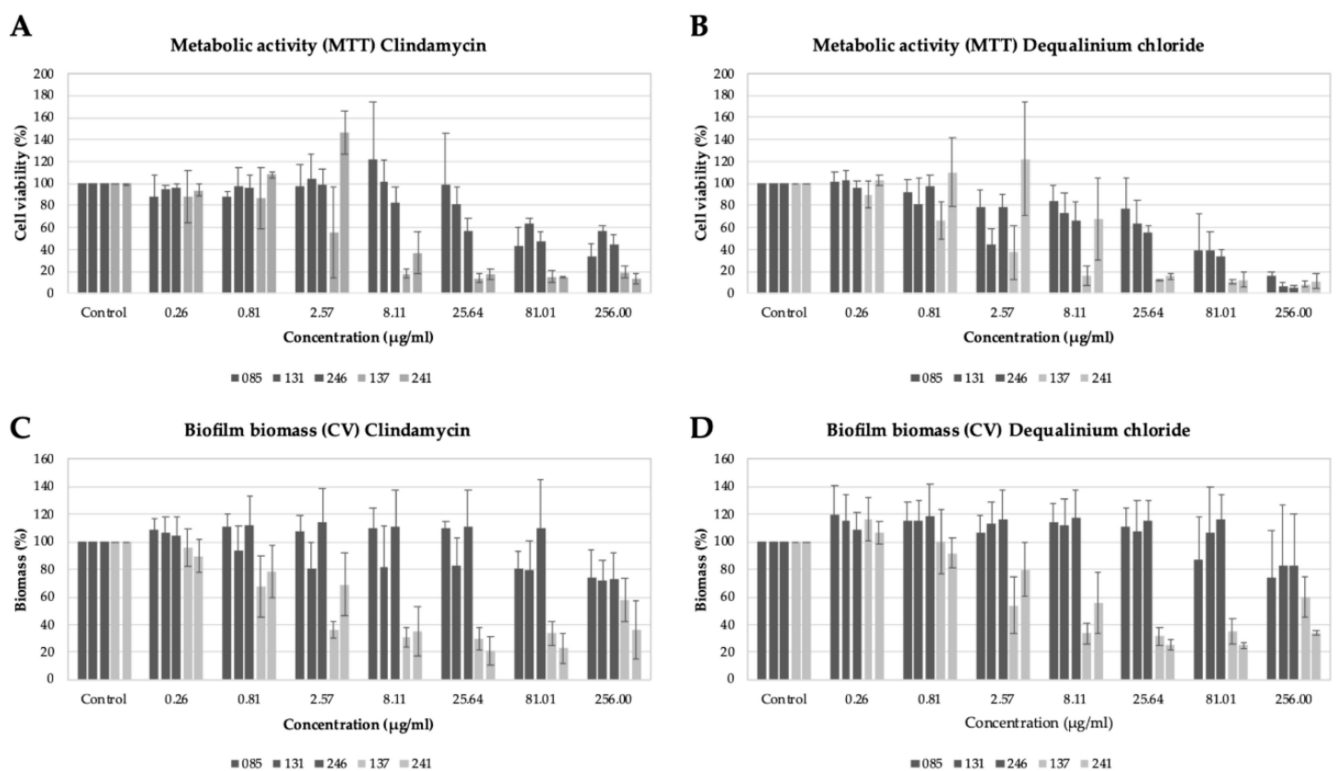 A
Metabolic activity (MTT) Clindamycin
200
180
160
140
120
100
80
60
40
20
0
Cell viability (%)
Control 0.26 0.81 2.57 8.11 25.64 81.01 256.00
Concentration (µg/ml)
085 131 246 137 241
B
Metabolic activity (MTT) Dequalinium chloride
200
180
160
140
120
100
80
60
40
20
0
Cell viability (%)
Control 0.26 0.81 2.57 8.11 25.64 81.01 256.00
Concentration (µg/ml)
085 131 246 137 241
C
Biofilm biomass (CV) Clindamycin
160
140
120
100
80
60
40
20
0
Biomass (%)
Control 0.26 0.81 2.57 8.11 25.64 81.01 256.00
Concentration (µg/ml)
085 131 246 137 241
D
Biofilm biomass (CV) Dequalinium chloride
160
140
120
100
80
60
40
20
0
Biomass (%)
Control 0.26 0.81 2.57 8.11 25.64 81.01 256.00
Concentration (µg/ml)
085 131 246 137 241